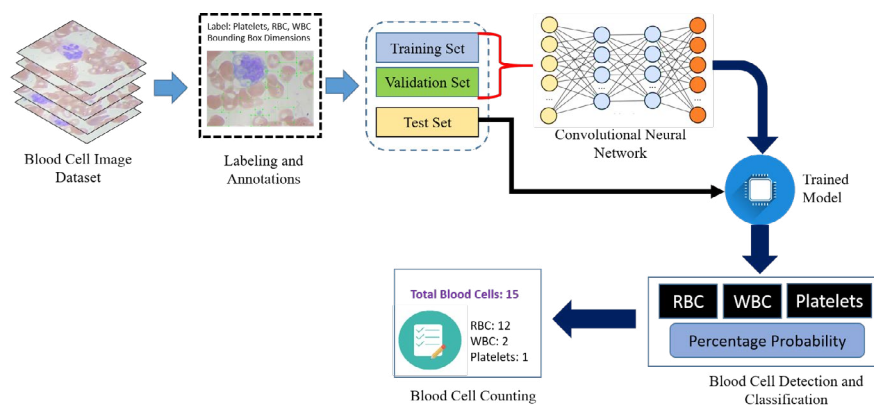 Blood Cell Image
Dataset
Label: Platelets, RBC, WBC
Bounding Box Dimensions
Labeling and
Annotations
Training Set
Validation Set
Test Set
...
...
...
...
Convolutional Neural
Network
Trained
Model
RBC
WBC
Platelets
Percentage Probability
Blood Cell Detection and
Classification
Total Blood Cells: 15
RBC: 12
WBC: 2
Platelets: 1
Blood Cell Counting